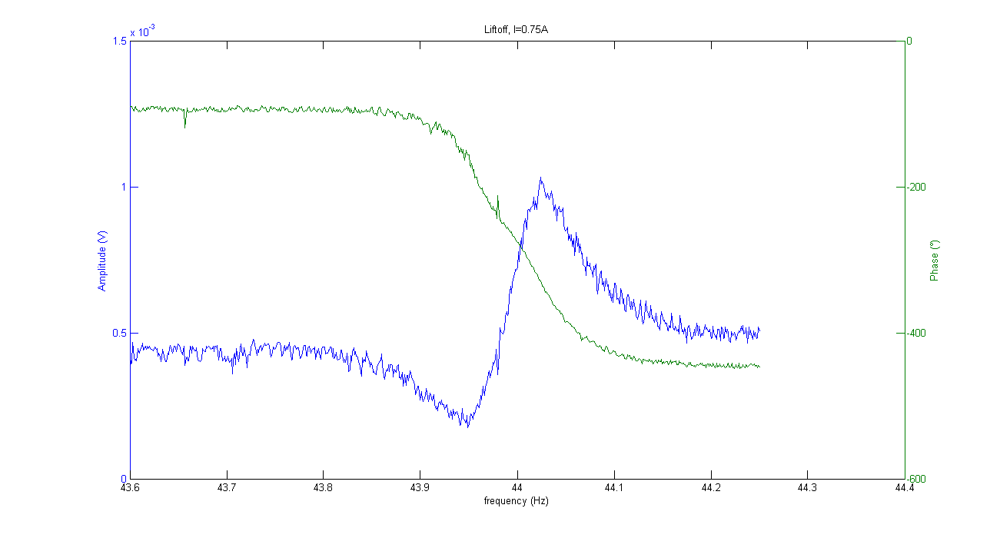 Liftoff, I=0.75A
x 10^-3
1.5
1
0.5
0
Amplitude (V)
0
-200
-400
-600
Phase (°)
43.6 43.7 43.8 43.9 44 44.1 44.2 44.3 44.4
frequency (Hz)